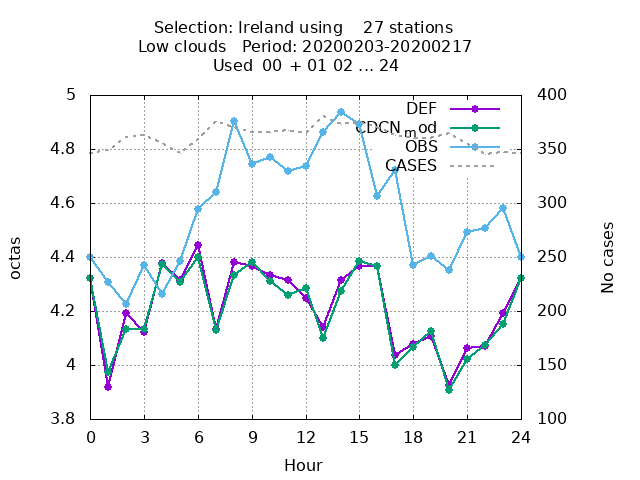 Selection: Ireland using 27 stations
Low clouds Period: 20200203-20200217
Used 00 + 01 02 ... 24
5
4.8
4.6
4.4
4.2
4
3.8
octas
400
350
300
250
200
150
100
No cases
DEF
CDCN_mod
OBS
CASES
0 3 6 9 12 15 18 21 24
Hour